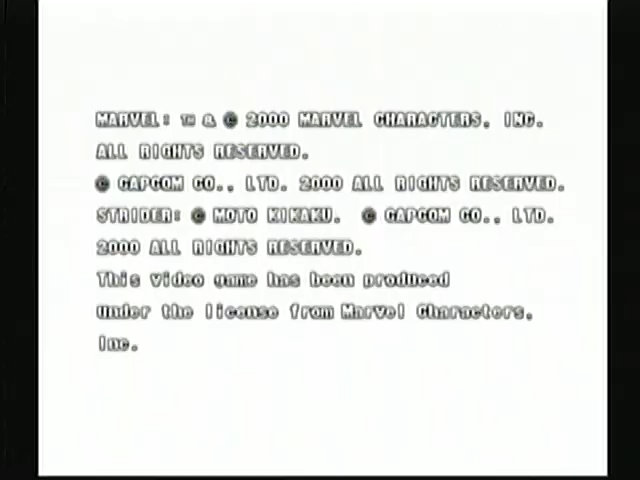 MARVEL: TM & © 2000 MARVEL CHARACTERS, INC.
ALL RIGHTS RESERVED.
© CAPCOM CO., LTD. 2000 ALL RIGHTS RESERVED.
STRIDER: © MOTO KIKAKU. © CAPCOM CO., LTD.
2000 ALL RIGHTS RESERVED.
This video game has been produced
under the license from Marvel Characters,
Inc.